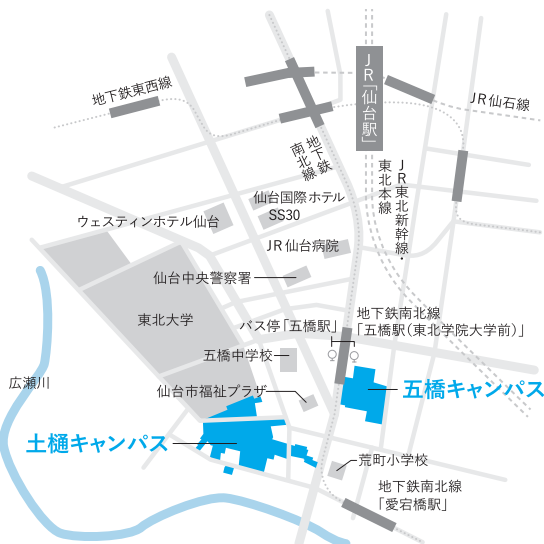 JR「仙台駅」
地下鉄東西線
JR仙石線
地下鉄
南北線
JR東北新幹線・
東北本線
仙台国際ホテル
SS30
ウェスティンホテル仙台
JR仙台病院
仙台中央警察署
東北大学
バス停「五橋駅」
地下鉄南北線
「五橋駅(東北学院大学前)」
五橋中学校
広瀬川
仙台市福祉プラザ
五橋キャンパス
土樋キャンパス
荒町小学校
地下鉄南北線
「愛宕橋駅」